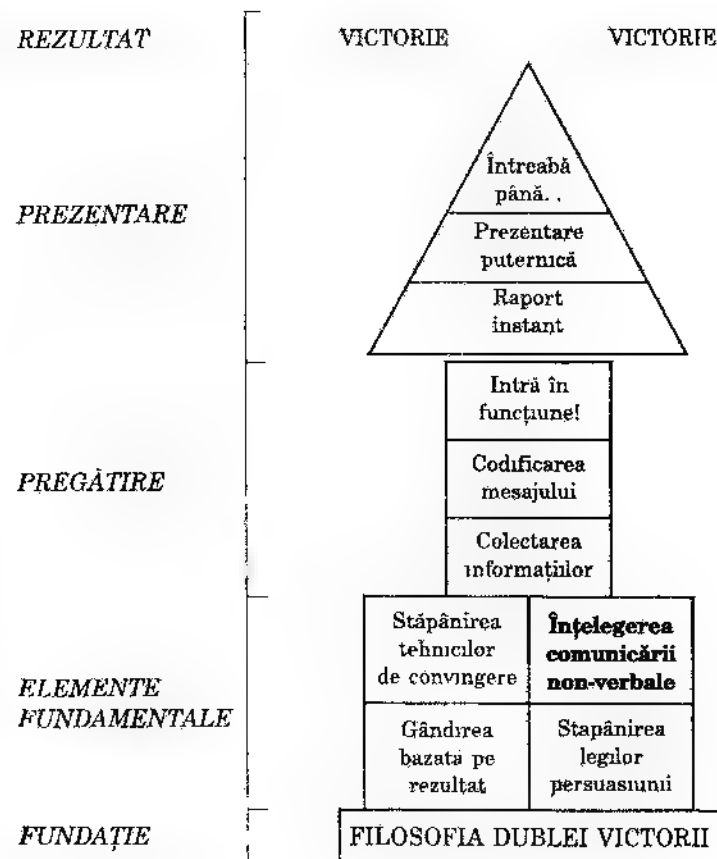 REZULTAT
VICTORIE VICTORIE
PREZENTARE
Întreabă
până. .
Prezentare
puternică
Raport
instant
PREGĂTIRE
Intră în
funcțiune!
Codificarea
mesajului
Colectarea
informațiilor
ELEMENTE
FUNDAMENTALE
Stăpânirea
tehnicilor
de convingere
Înțelegerea
comunicării
non-verbale
Gândirea
bazată pe
rezultat
Stapânirea
legilor
persuasiunii
FUNDAȚIE
FILOSOFIA DUBLEI VICTORII